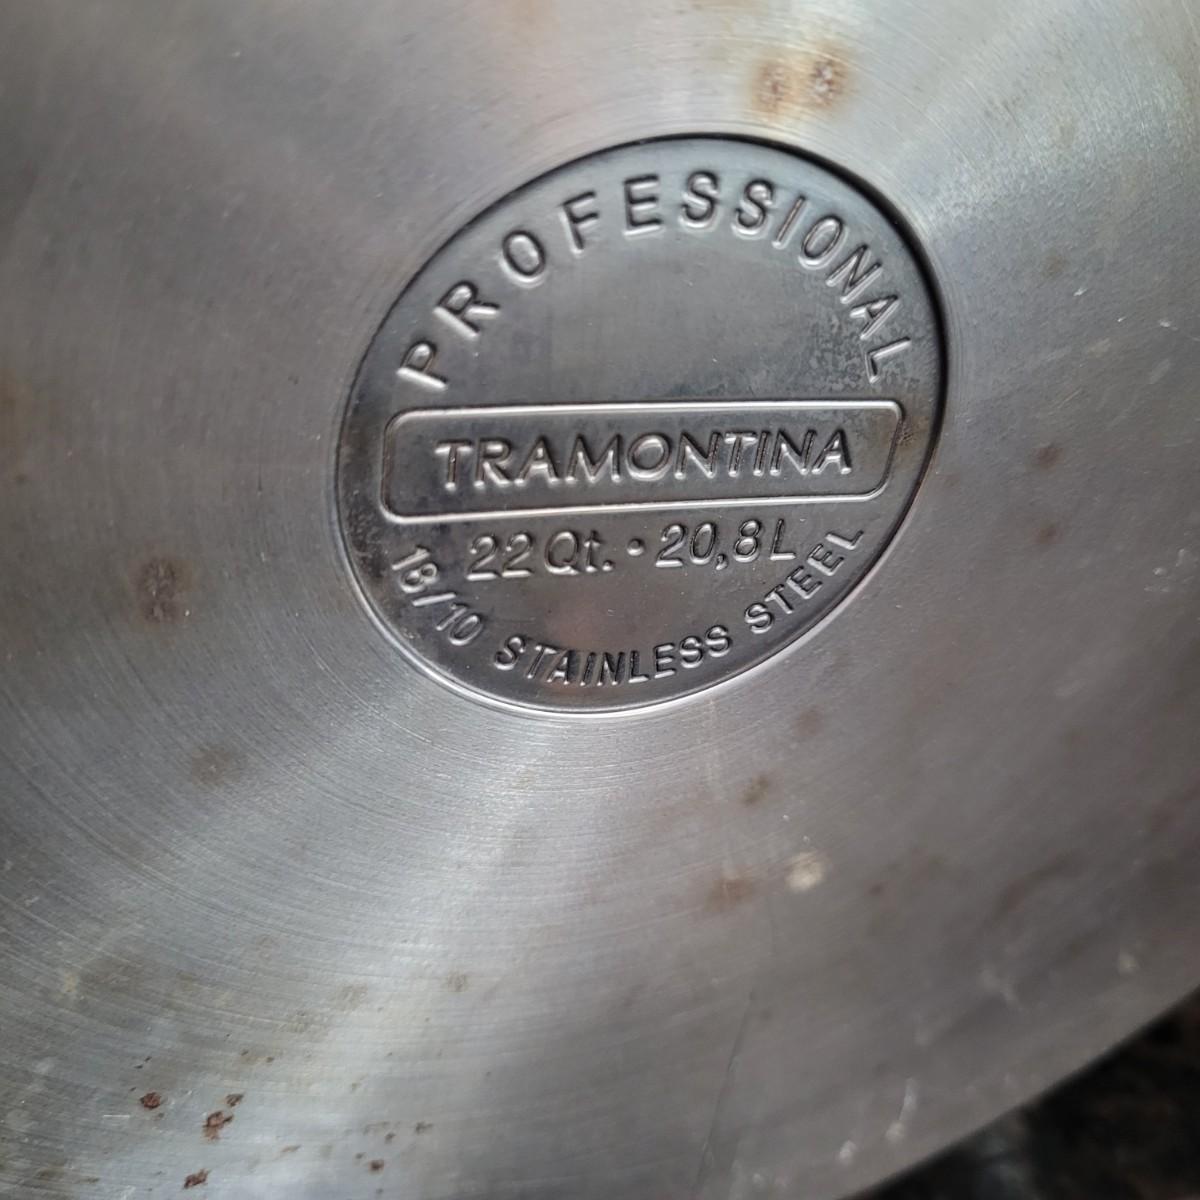 PROFESSIONAL
TRAMONTINA
22 Qt. • 20,8 L
18/10 STAINLESS STEEL